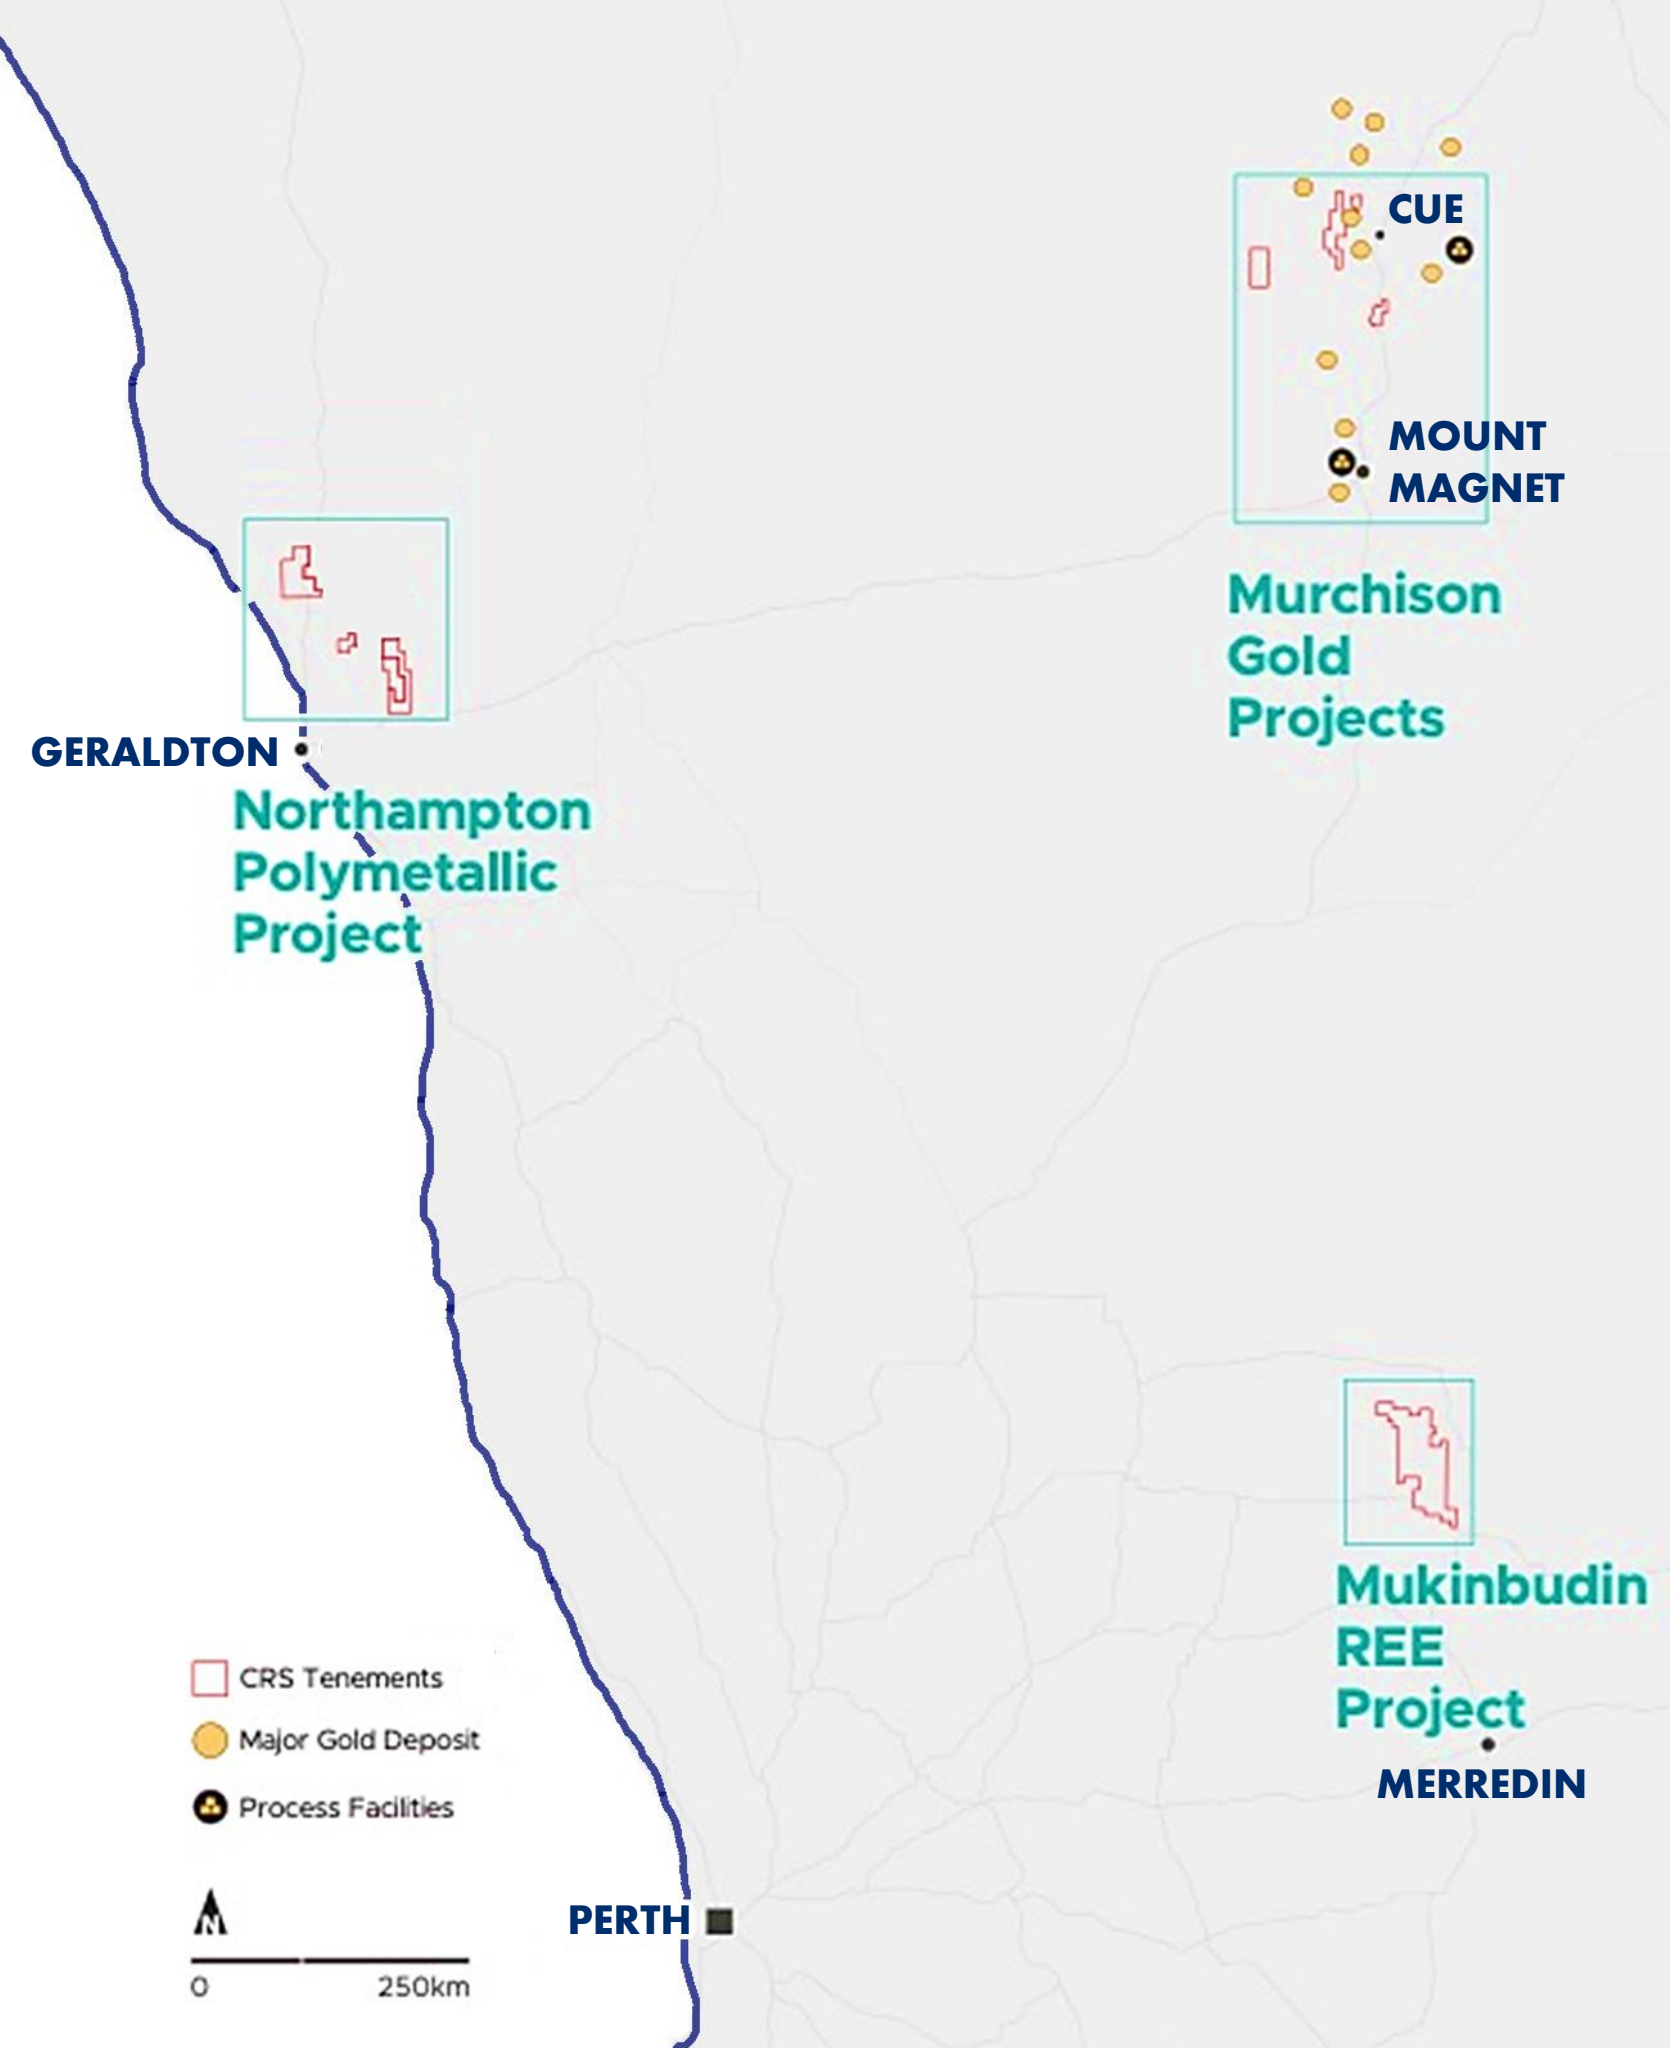 CUE
MOUNT
MAGNET
Murchison
Gold
Projects
GERALDTON
Northampton
Polymetallic
Project
Mukinbudin
REE
Project
MERREDIN
CRS Tenements
Major Gold Deposit
Process Facilities
PERTH
N
0 250km